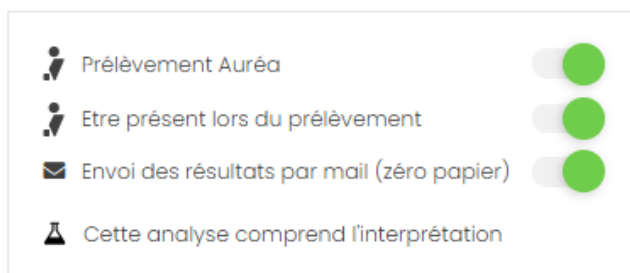 Prélèvement Auréa
Etre présent lors du prélèvement
Envoi des résultats par mail (zéro papier)
Cette analyse comprend l'interprétation